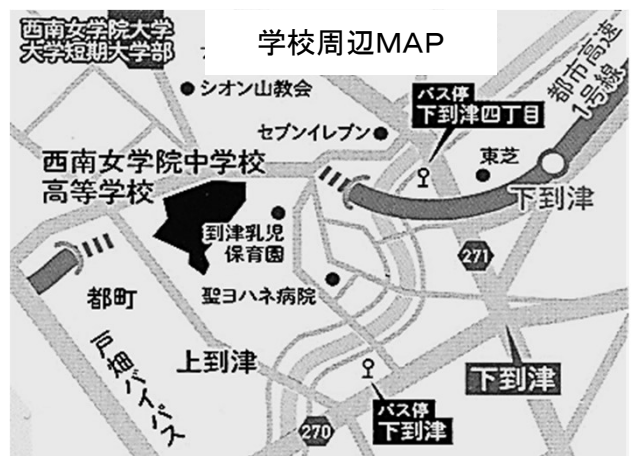 学校周辺MAP
西南女学院大学
大学短期大学部
シオン山教会
セブンイレブン
バス停
下到津四丁目
都市高速
1号線
東芝
下到津
西南女学院中学校
高等学校
到津乳児
保育園
271
聖ヨハネ病院
都町
戸畑バイパス
上到津
下到津
バス停
下到津
270